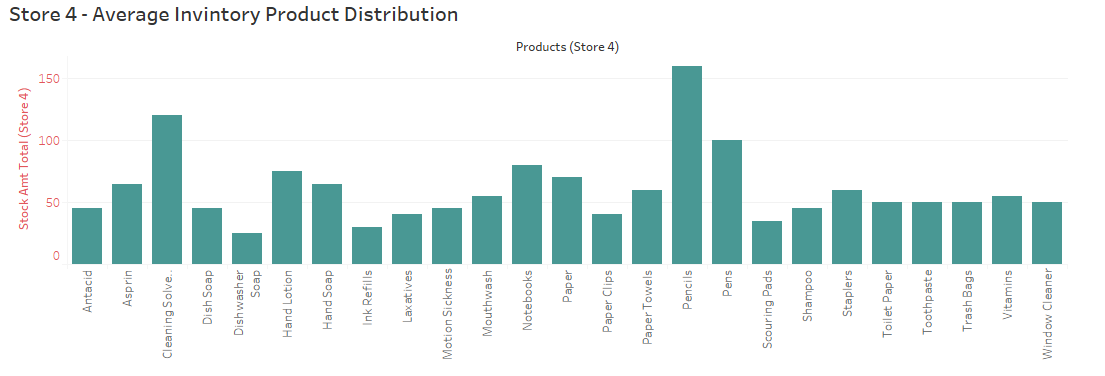 Store 4 - Average Invintory Product Distribution
Products (Store 4)
Stock Amt Total (Store 4)
150
100
50
0
Antacid
Asprin
Cleaning Solve..
Dish Soap
Dishwasher
Soap
Hand Lotion
Hand Soap
Ink Refills
Laxatives
Motion Sickness
Mouthwash
Notebooks
Paper
Paper Clips
Paper Towels
Pencils
Pens
Scouring Pads
Shampoo
Staplers
Toilet Paper
Toothpaste
Trash Bags
Vitamins
Window Cleaner